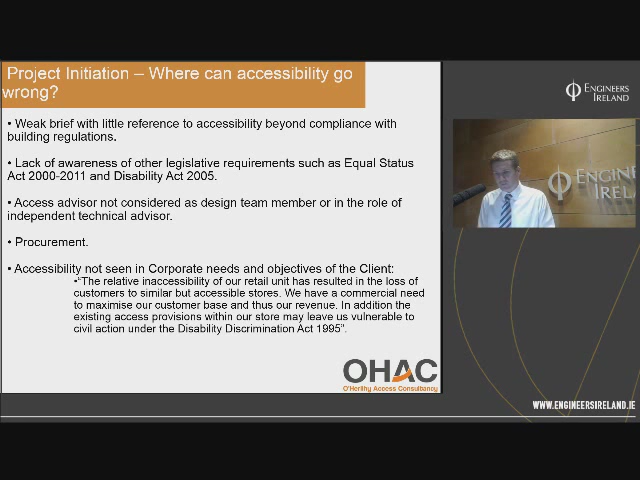 Project Initiation – Where can accessibility go
wrong?
• Weak brief with little reference to accessibility beyond compliance with
building regulations.
• Lack of awareness of other legislative requirements such as Equal Status
Act 2000-2011 and Disability Act 2005.
• Access advisor not considered as design team member or in the role of
independent technical advisor.
• Procurement.
• Accessibility not seen in Corporate needs and objectives of the Client:
•“The relative inaccessibility of our retail unit has resulted in the loss of
customers to similar but accessible stores. We have a commercial need
to maximise our customer base and thus our revenue. In addition the
existing access provisions within our store may leave us vulnerable to
civil action under the Disability Discrimination Act 1995”.
OHAC
O'Herlihy Access Consultancy
ENGINEERS
IRELAND
ENGINE
IREL
WWW.ENGINEERSIRELAND.IE